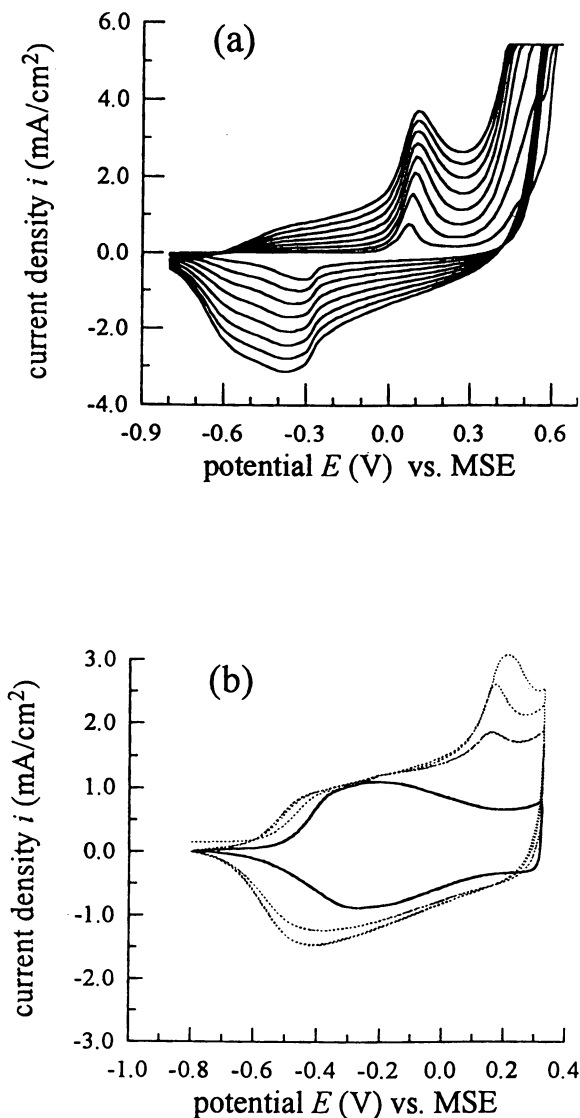 (a)
6.0
4.0
2.0
0.0
-2.0
-4.0
current density i (mA/cm²)
-0.9 -0.6 -0.3 0.0 0.3 0.6
potential E (V) vs. MSE
(b)
3.0
2.0
1.0
0.0
-1.0
-2.0
-3.0
current density i (mA/cm²)
-1.0 -0.8 -0.6 -0.4 -0.2 0.0 0.2 0.4
potential E (V) vs. MSE